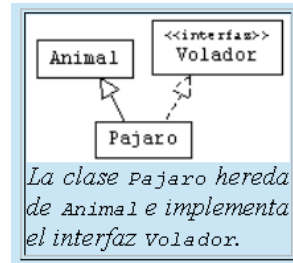 Animal
<<interfaz>>
Volador
Pajaro
La clase Pajaro hereda
de Animal e implementa
el interfaz Volador.